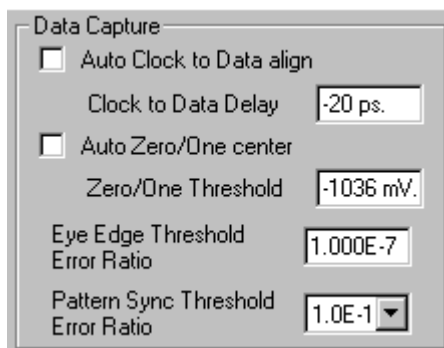 Data Capture
Auto Clock to Data align
Clock to Data Delay -20 ps.
Auto Zero/One center
Zero/One Threshold -1036 mV.
Eye Edge Threshold
Error Ratio 1.000E-7
Pattern Sync Threshold
Error Ratio 1.0E-1